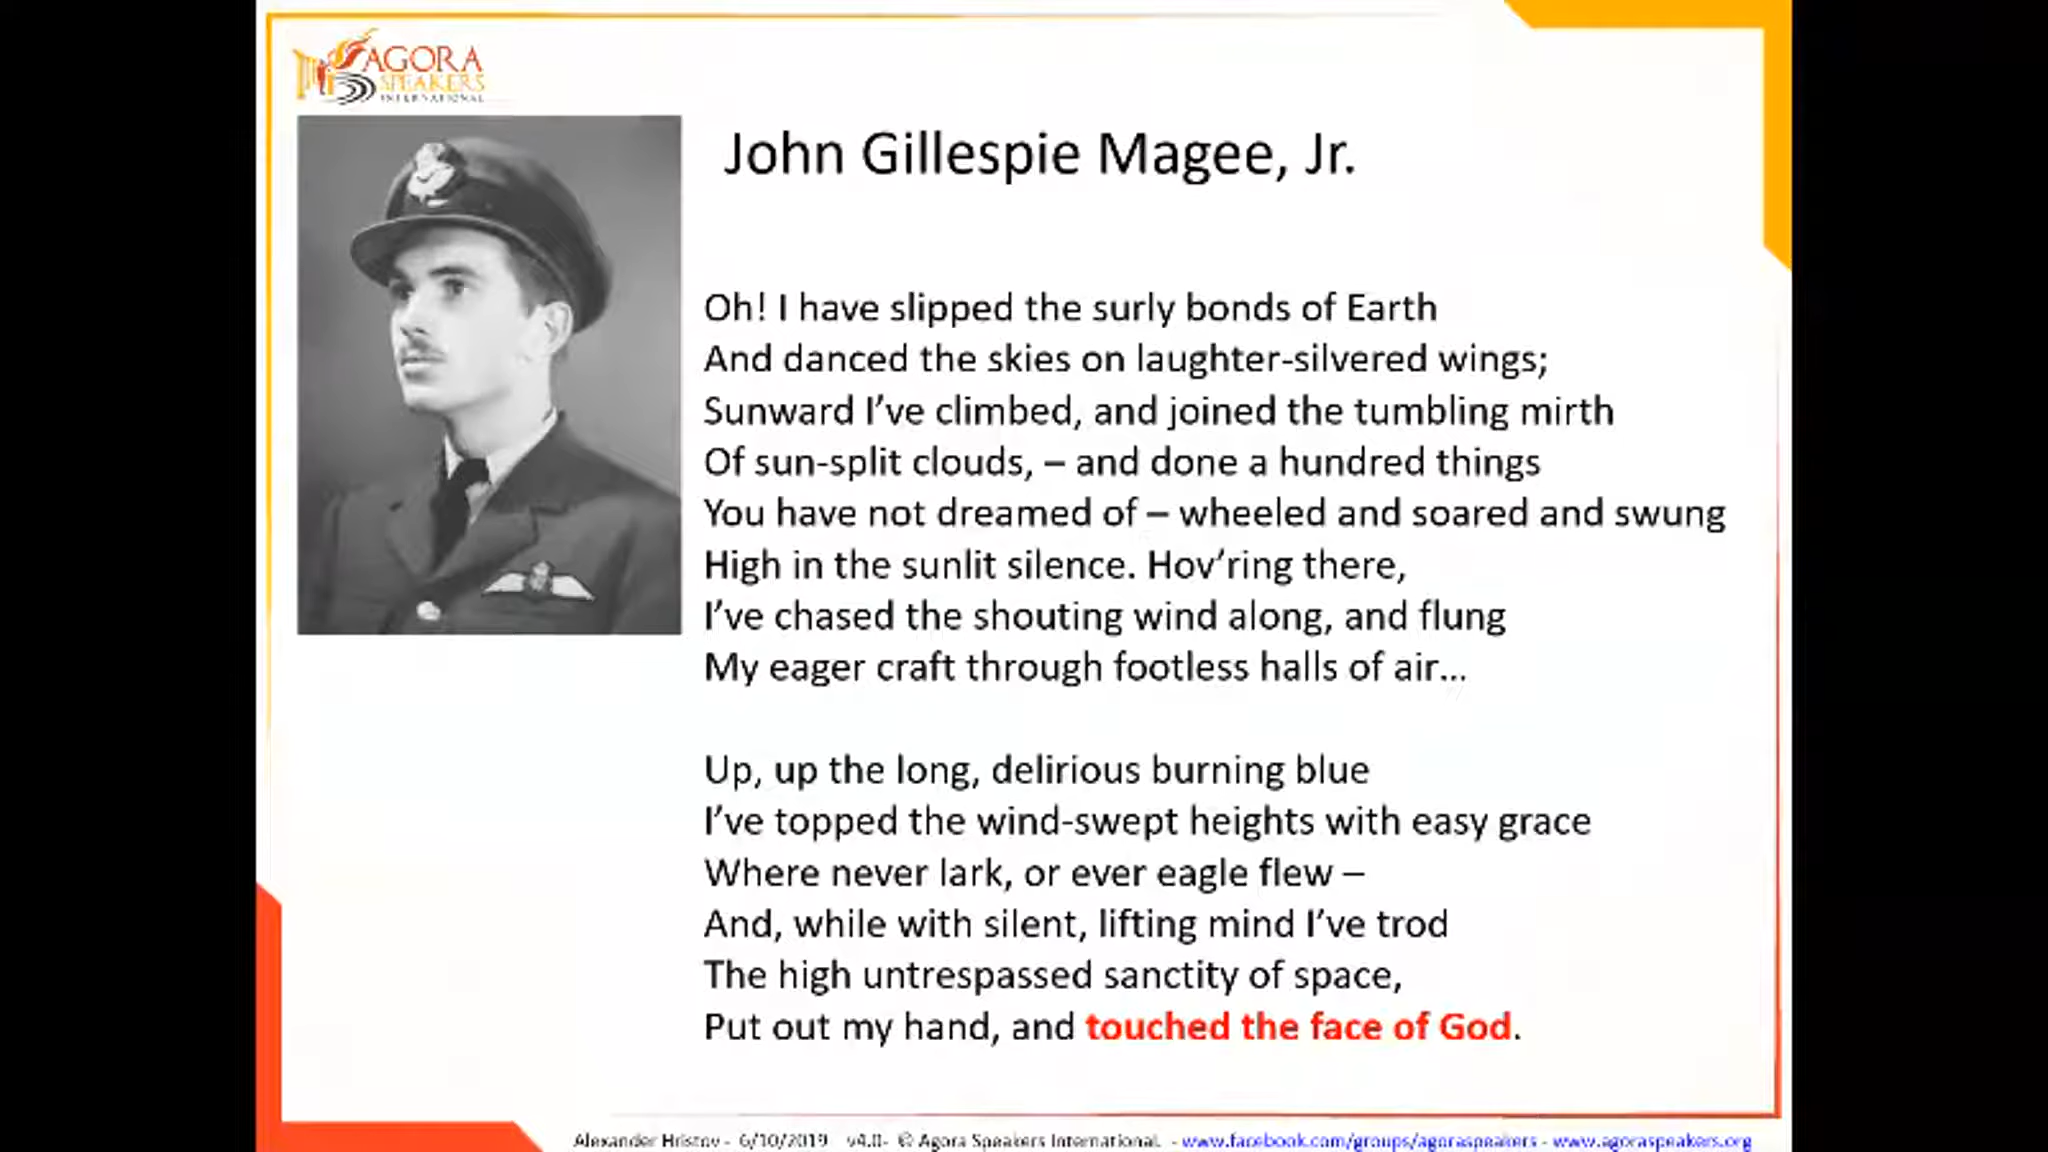 AGORA
SPEAKERS
INTERNATIONAL
John Gillespie Magee, Jr.
Oh! I have slipped the surly bonds of Earth
And danced the skies on laughter-silvered wings;
Sunward I’ve climbed, and joined the tumbling mirth
Of sun-split clouds, – and done a hundred things
You have not dreamed of – wheeled and soared and swung
High in the sunlit silence. Hov’ring there,
I’ve chased the shouting wind along, and flung
My eager craft through footless halls of air...
Up, up the long, delirious burning blue
I’ve topped the wind-swept heights with easy grace
Where never lark, or ever eagle flew –
And, while with silent, lifting mind I’ve trod
The high untrespassed sanctity of space,
Put out my hand, and touched the face of God.
Alexander Hristov - 6/10/2019 v4.0- © Agora Speakers International. - www.facebook.com/groups/agoraspeakers - www.agoraspeakers.org